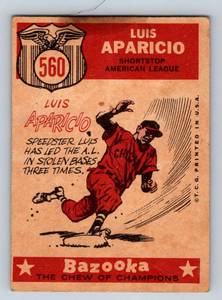 560
LUIS
APARICIO
SHORTSTOP
AMERICAN LEAGUE
LUIS
APARICIO
SPEEDSTER LUIS
HAS LED THE A.L.
IN STOLEN BASES
THREE TIMES.
CHI
©T.C.G. PRINTED IN U.S.A.
Bazooka
THE CHEW OF CHAMPIONS